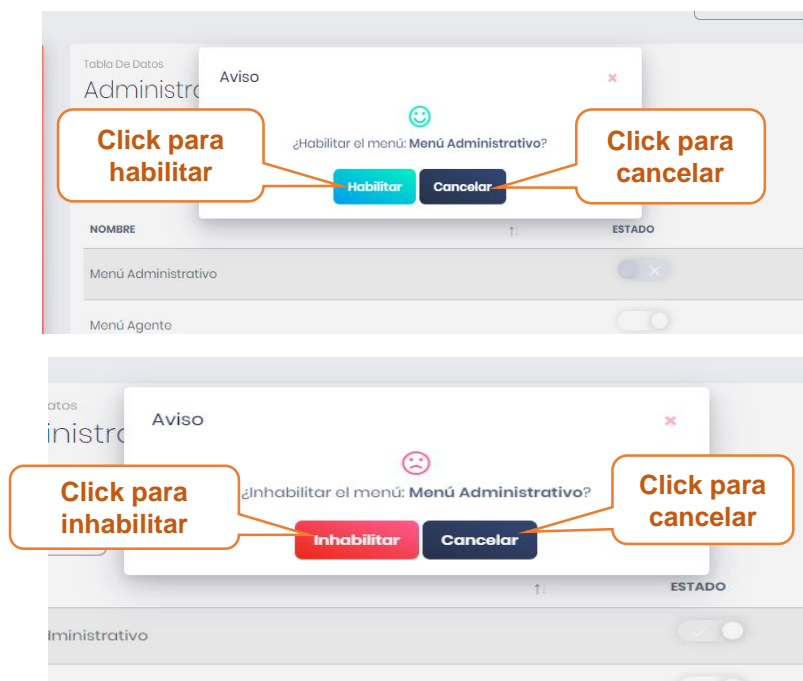 Tabla De Datos
Administra
Aviso
¿Habilitar el menú: Menú Administrativo?
Click para
habilitar
Click para
cancelar
Habilitar
Cancelar
NOMBRE
ESTADO
Menú Administrativo
Menú Agente
atos
inistra
Aviso
¿Inhabilitar el menú: Menú Administrativo?
Click para
inhabilitar
Click para
cancelar
Inhabilitar
Cancelar
ESTADO
dministrativo